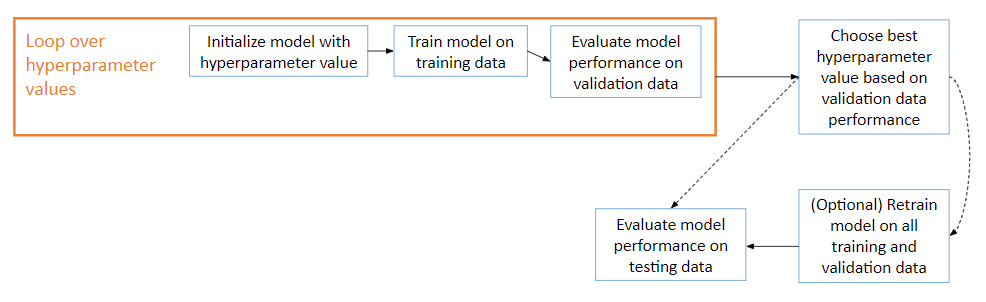 Loop over
hyperparameter
values
Initialize model with
hyperparameter value
Train model on
training data
Evaluate model
performance on
validation data
Choose best
hyperparameter
value based on
validation data
performance
Evaluate model
performance on
testing data
(Optional) Retrain
model on all
training and
validation data